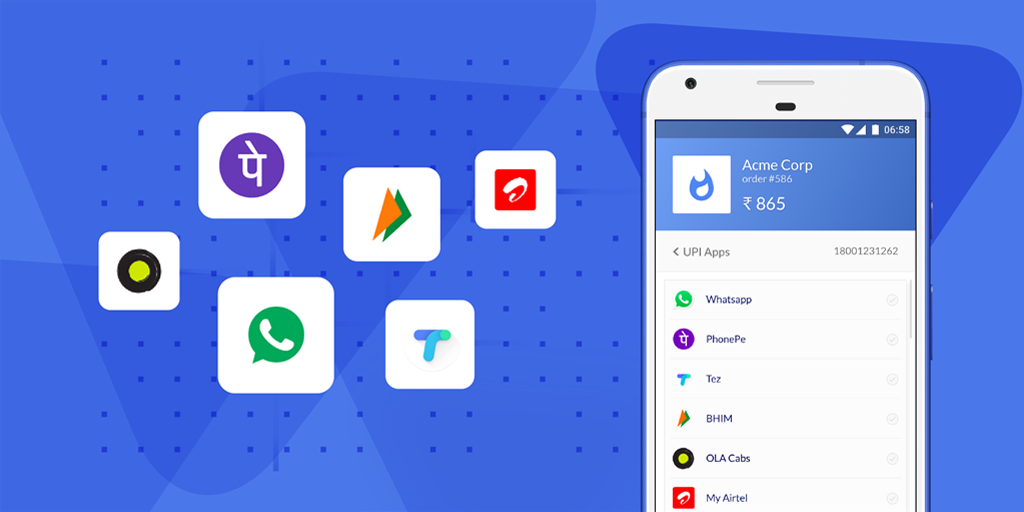 पे
06:58
Acme Corp
order #586
₹ 865
UPI Apps
18001231262
Whatsapp
पे
PhonePe
Tez
BHIM
OLA Cabs
My Airtel